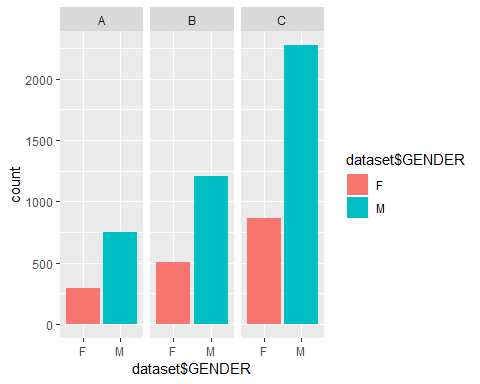 A B C
2000
1500
1000
500
0
count
F M F M F M
dataset$GENDER
dataset$GENDER
F
M